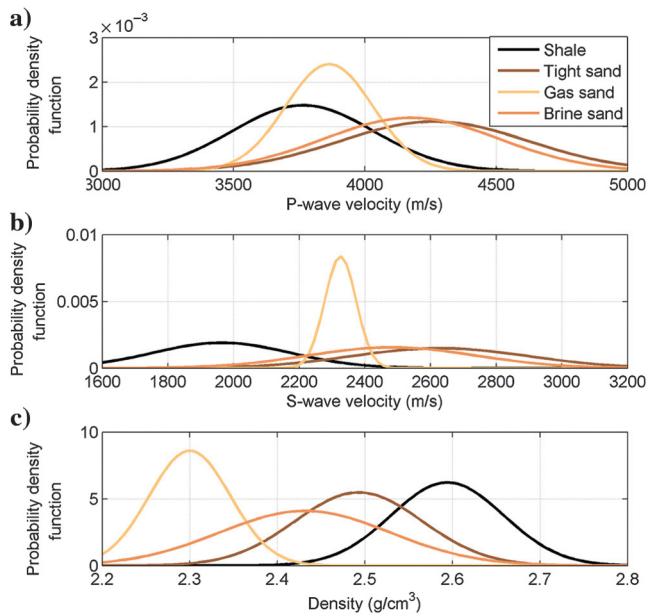 a)
× 10⁻³
3
2
1
0
Probability density
function
Shale
Tight sand
Gas sand
Brine sand
3000 3500 4000 4500 5000
P-wave velocity (m/s)
b)
0.01
0.005
0
Probability density
function
1600 1800 2000 2200 2400 2600 2800 3000 3200
S-wave velocity (m/s)
c)
10
5
0
Probability density
function
2.2 2.3 2.4 2.5 2.6 2.7 2.8
Density (g/cm³)